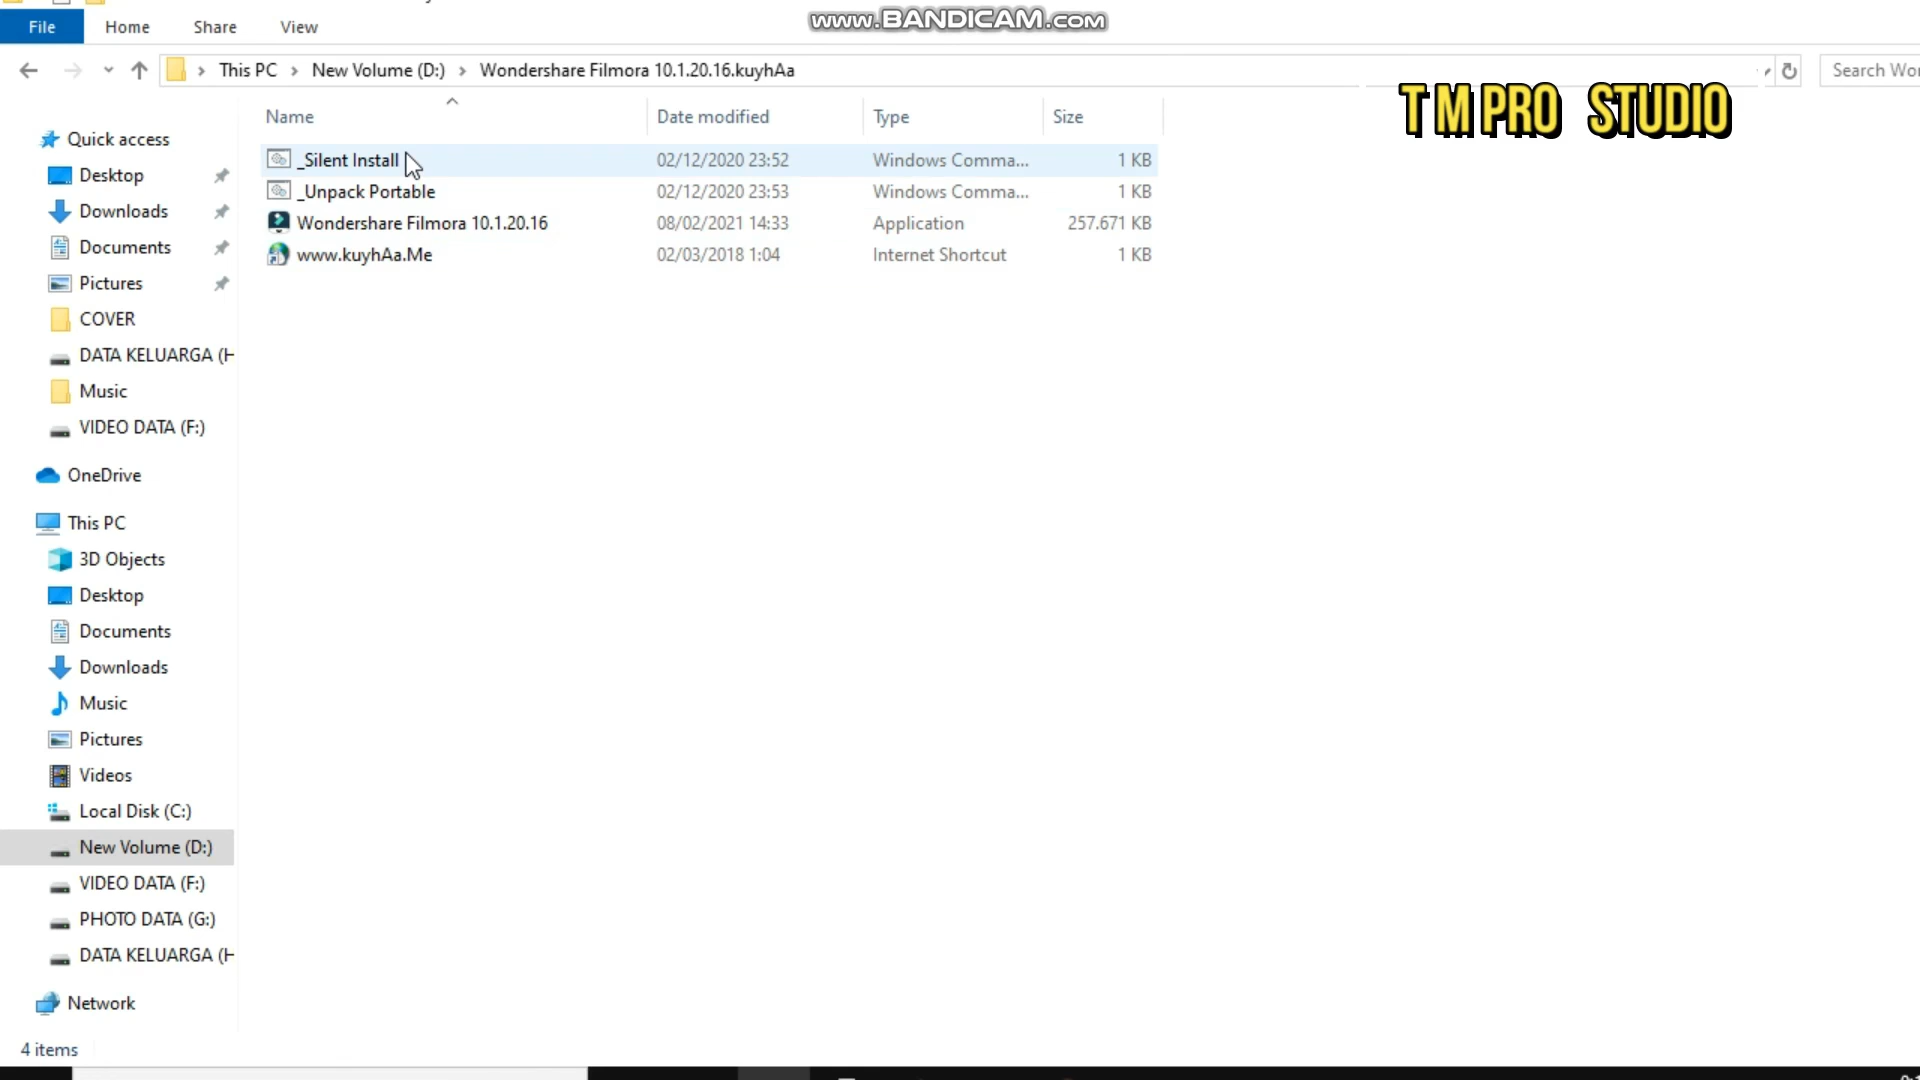 www.BANDICAM.com
File Home Share View
This PC New Volume (D:) Wondershare Filmora 10.1.20.16.kuyhAa
TM PRO STUDIO
Name Date modified Type Size
_Silent Install 02/12/2020 23:52 Windows Comma... 1 KB
_Unpack Portable 02/12/2020 23:53 Windows Comma... 1 KB
Wondershare Filmora 10.1.20.16 08/02/2021 14:33 Application 257.671 KB
www.kuyhAa.Me 02/03/2018 1:04 Internet Shortcut 1 KB
Quick access
Desktop
Downloads
Documents
Pictures
COVER
DATA KELUARGA (H
Music
VIDEO DATA (F:)
OneDrive
This PC
3D Objects
Desktop
Documents
Downloads
Music
Pictures
Videos
Local Disk (C:)
New Volume (D:)
VIDEO DATA (F:)
PHOTO DATA (G:)
DATA KELUARGA (H
Network
4 items